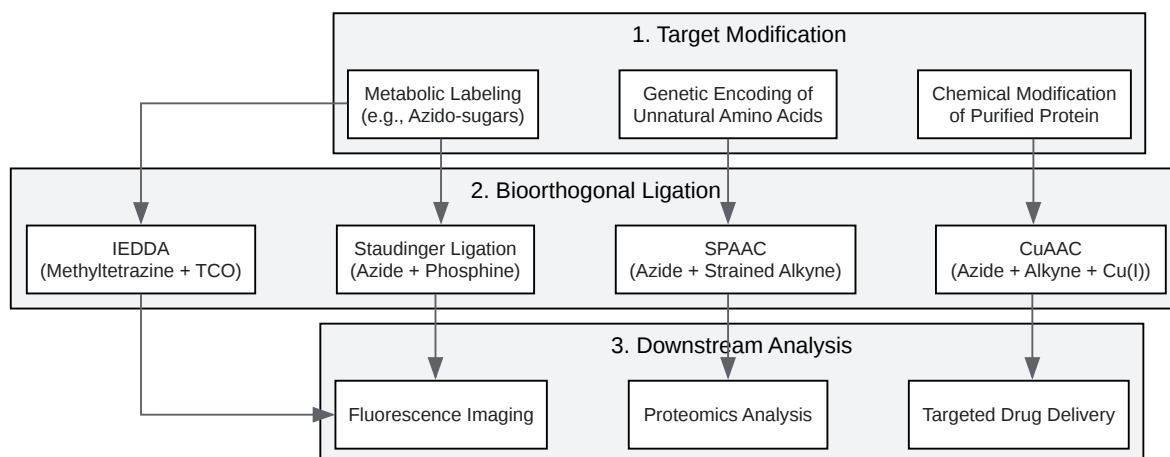 1. Target Modification
Metabolic Labeling
(e.g., Azido-sugars)
Genetic Encoding of
Unnatural Amino Acids
Chemical Modification
of Purified Protein
2. Bioorthogonal Ligation
IEDDA
(Methyltetrazine + TCO)
Staudinger Ligation
(Azide + Phosphine)
SPAAC
(Azide + Strained Alkyne)
CuAAC
(Azide + Alkyne + Cu(I))
3. Downstream Analysis
Fluorescence Imaging
Proteomics Analysis
Targeted Drug Delivery